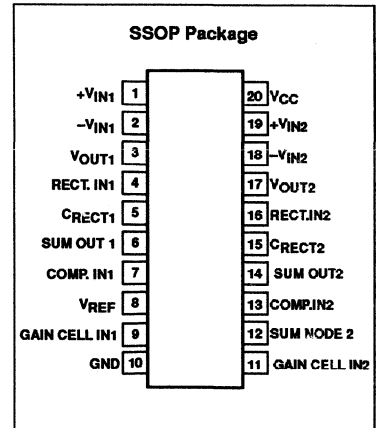 SSOP Package
+VIN1 1
-VIN1 2
VOUT1 3
RECT. IN1 4
CRECT1 5
SUM OUT 1 6
COMP. IN1 7
VREF 8
GAIN CELL IN1 9
GND 10
20 VCC
19 +VIN2
18 -VIN2
17 VOUT2
16 RECT.IN2
15 CRECT2
14 SUM OUT2
13 COMP.IN2
12 SUM NODE 2
11 GAIN CELL IN2